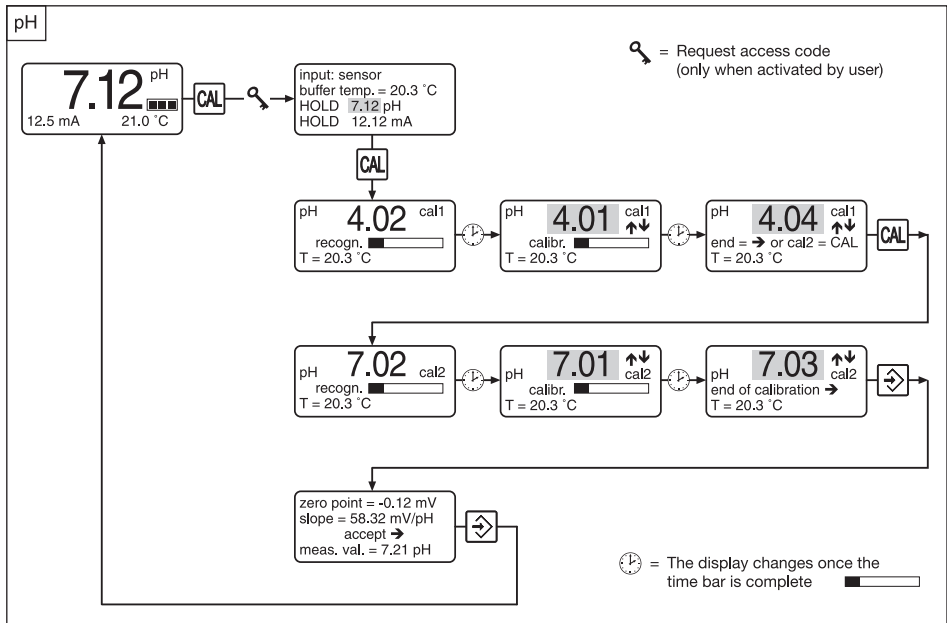 pH
7.12 pH
12.5 mA 21.0 °C
CAL
input: sensor
buffer temp. = 20.3 °C
HOLD 7.12 pH
HOLD 12.12 mA
= Request access code
(only when activated by user)
CAL
pH 4.02 cal1
recogn.
T = 20.3 °C
pH 4.01 cal1
calibr.
T = 20.3 °C
pH 4.04 cal1
end = ➔ or cal2 = CAL
T = 20.3 °C
CAL
pH 7.02 cal2
recogn.
T = 20.3 °C
pH 7.01 cal2
calibr.
T = 20.3 °C
pH 7.03 cal2
end of calibration ➔
T = 20.3 °C
zero point = -0.12 mV
slope = 58.32 mV/pH
accept ➔
meas. val. = 7.21 pH
= The display changes once the
time bar is complete